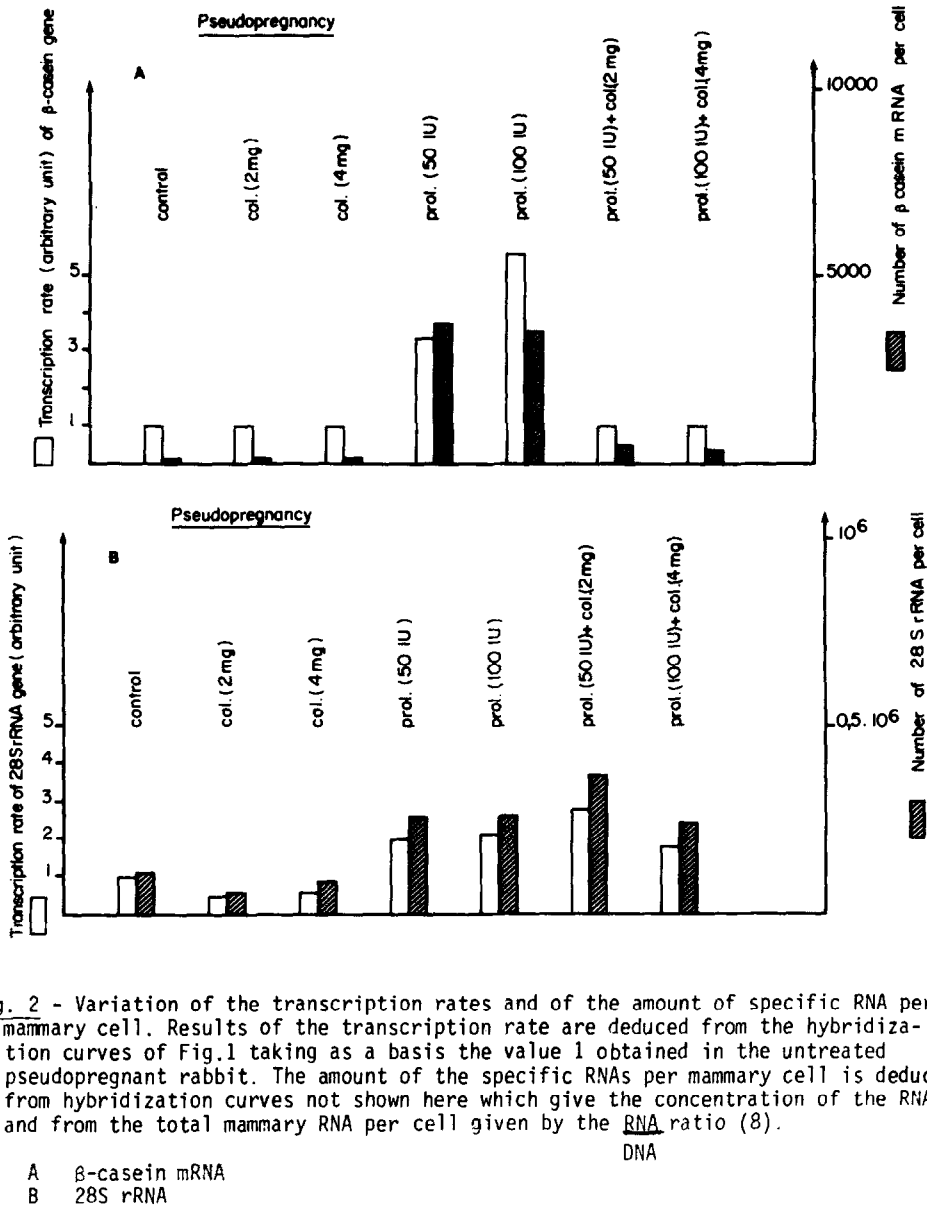 Pseudopregnancy
A
Transcription rate (arbitrary unit) of β-casein gene
5
3
1
control
col. (2mg)
col. (4mg)
prol. (50 IU)
prol. (100 IU)
prol.(50 IU)+ col.(2mg)
prol.(100 IU)+ col.(4mg)
10000
5000
Number of β casein mRNA per cell
Pseudopregnancy
B
Transcription rate of 28S rRNA gene (arbitrary unit)
5
4
3
2
1
control
col. (2mg)
col. (4mg)
prol. (50 IU)
prol. (100 IU)
prol.(50 IU)+ col.(2mg)
prol.(100 IU)+ col.(4mg)
10⁶
0,5.10⁶
Number of 28 S rRNA per cell
g. 2 - Variation of the transcription rates and of the amount of specific RNA per
mammary cell. Results of the transcription rate are deduced from the hybridiza-
tion curves of Fig.1 taking as a basis the value 1 obtained in the untreated
pseudopregnant rabbit. The amount of the specific RNAs per mammary cell is deduc
from hybridization curves not shown here which give the concentration of the RNA
and from the total mammary RNA per cell given by the RNA ratio (8).
DNA
A β-casein mRNA
B 28S rRNA